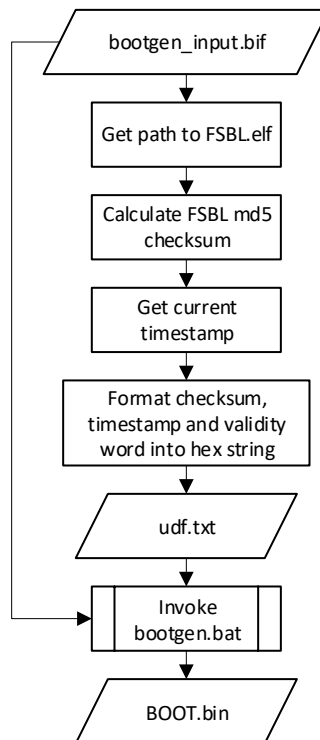 bootgen_input.bif
Get path to FSBL.elf
Calculate FSBL md5
checksum
Get current
timestamp
Format checksum,
timestamp and validity
word into hex string
udf.txt
Invoke
bootgen.bat
BOOT.bin